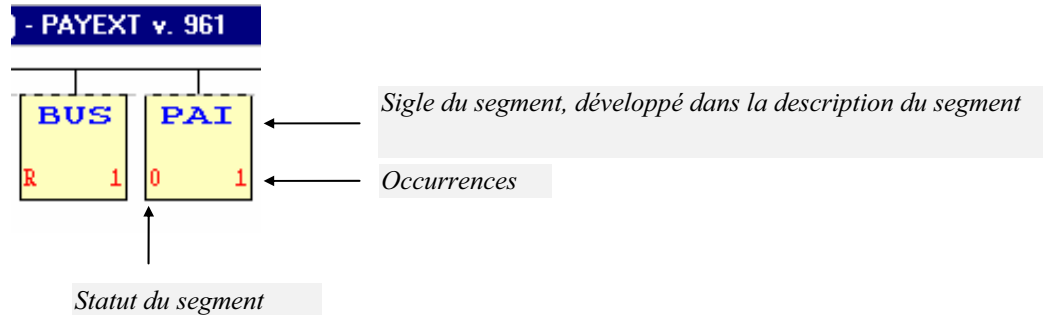 ) - PAYEXT v. 961
BUS PAI
Sigle du segment, développé dans la description du segment
R 1 0 1
Occurrences
Statut du segment